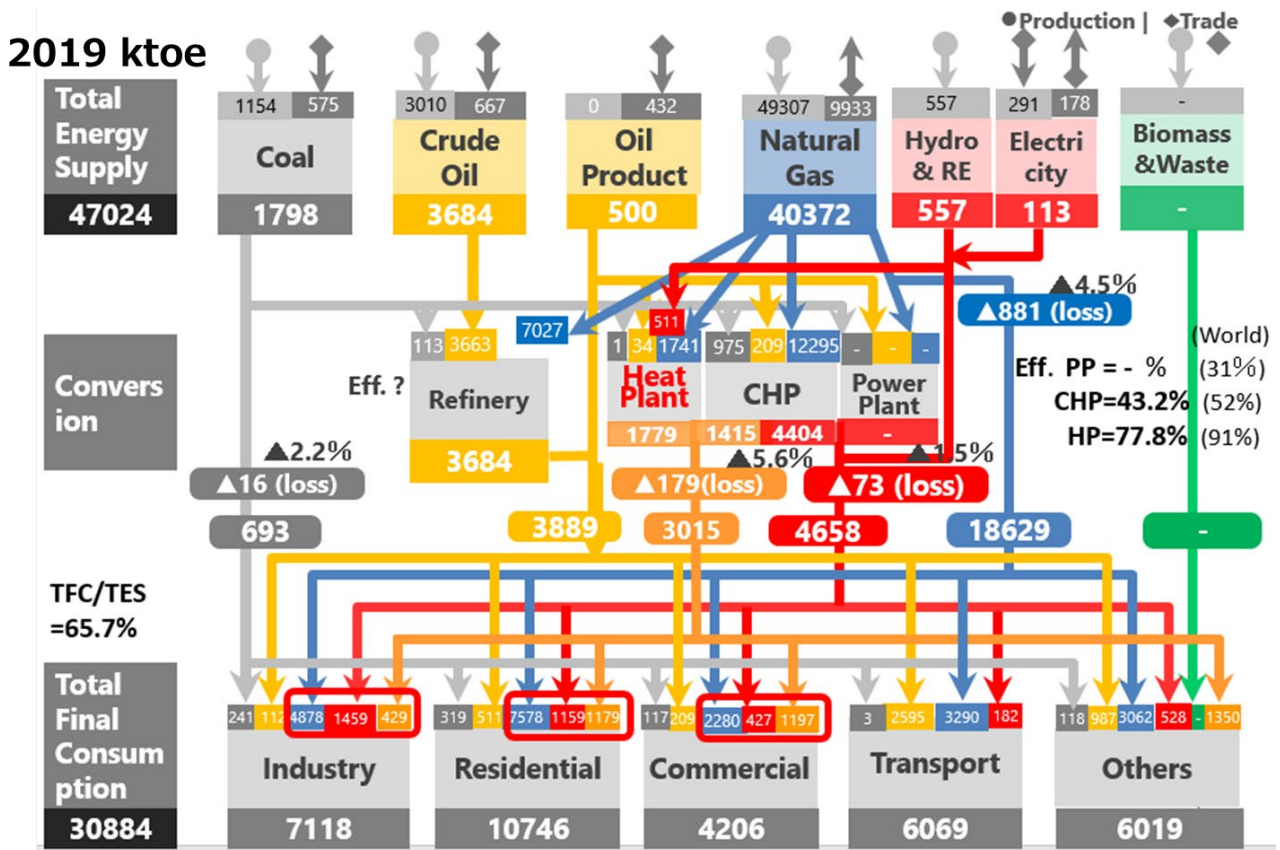 ●Production | ◆Trade
2019 ktoe
Total
Energy
Supply
47024
1154 575
Coal
1798
3010 667
Crude
Oil
3684
0 432
Oil
Product
500
49307 9933
Natural
Gas
40372
557
Hydro
& RE
557
291 178
Electri
city
113
-
Biomass
&Waste
-
Convers
ion
Eff. ?
113 3663
Refinery
3684
7027
511
1 34 1741
Heat
Plant
1779
975 209 12295
CHP
1415 4404
- - -
Power
Plant
-
▲4.5%
▲881 (loss)
(World)
Eff. PP = - % (31%)
CHP=43.2% (52%)
HP=77.8% (91%)
▲2.2%
▲16 (loss)
693
3889
▲5.6%
▲179(loss)
3015
▲1.5%
▲73 (loss)
4658
18629
-
TFC/TES
=65.7%
Total
Final
Consum
ption
30884
241 112 4878 1459 429
Industry
7118
319 511 7578 1159 1179
Residential
10746
117 209 2280 427 1197
Commercial
4206
3 2595 3290 182
Transport
6069
118 987 3062 528 - 1350
Others
6019